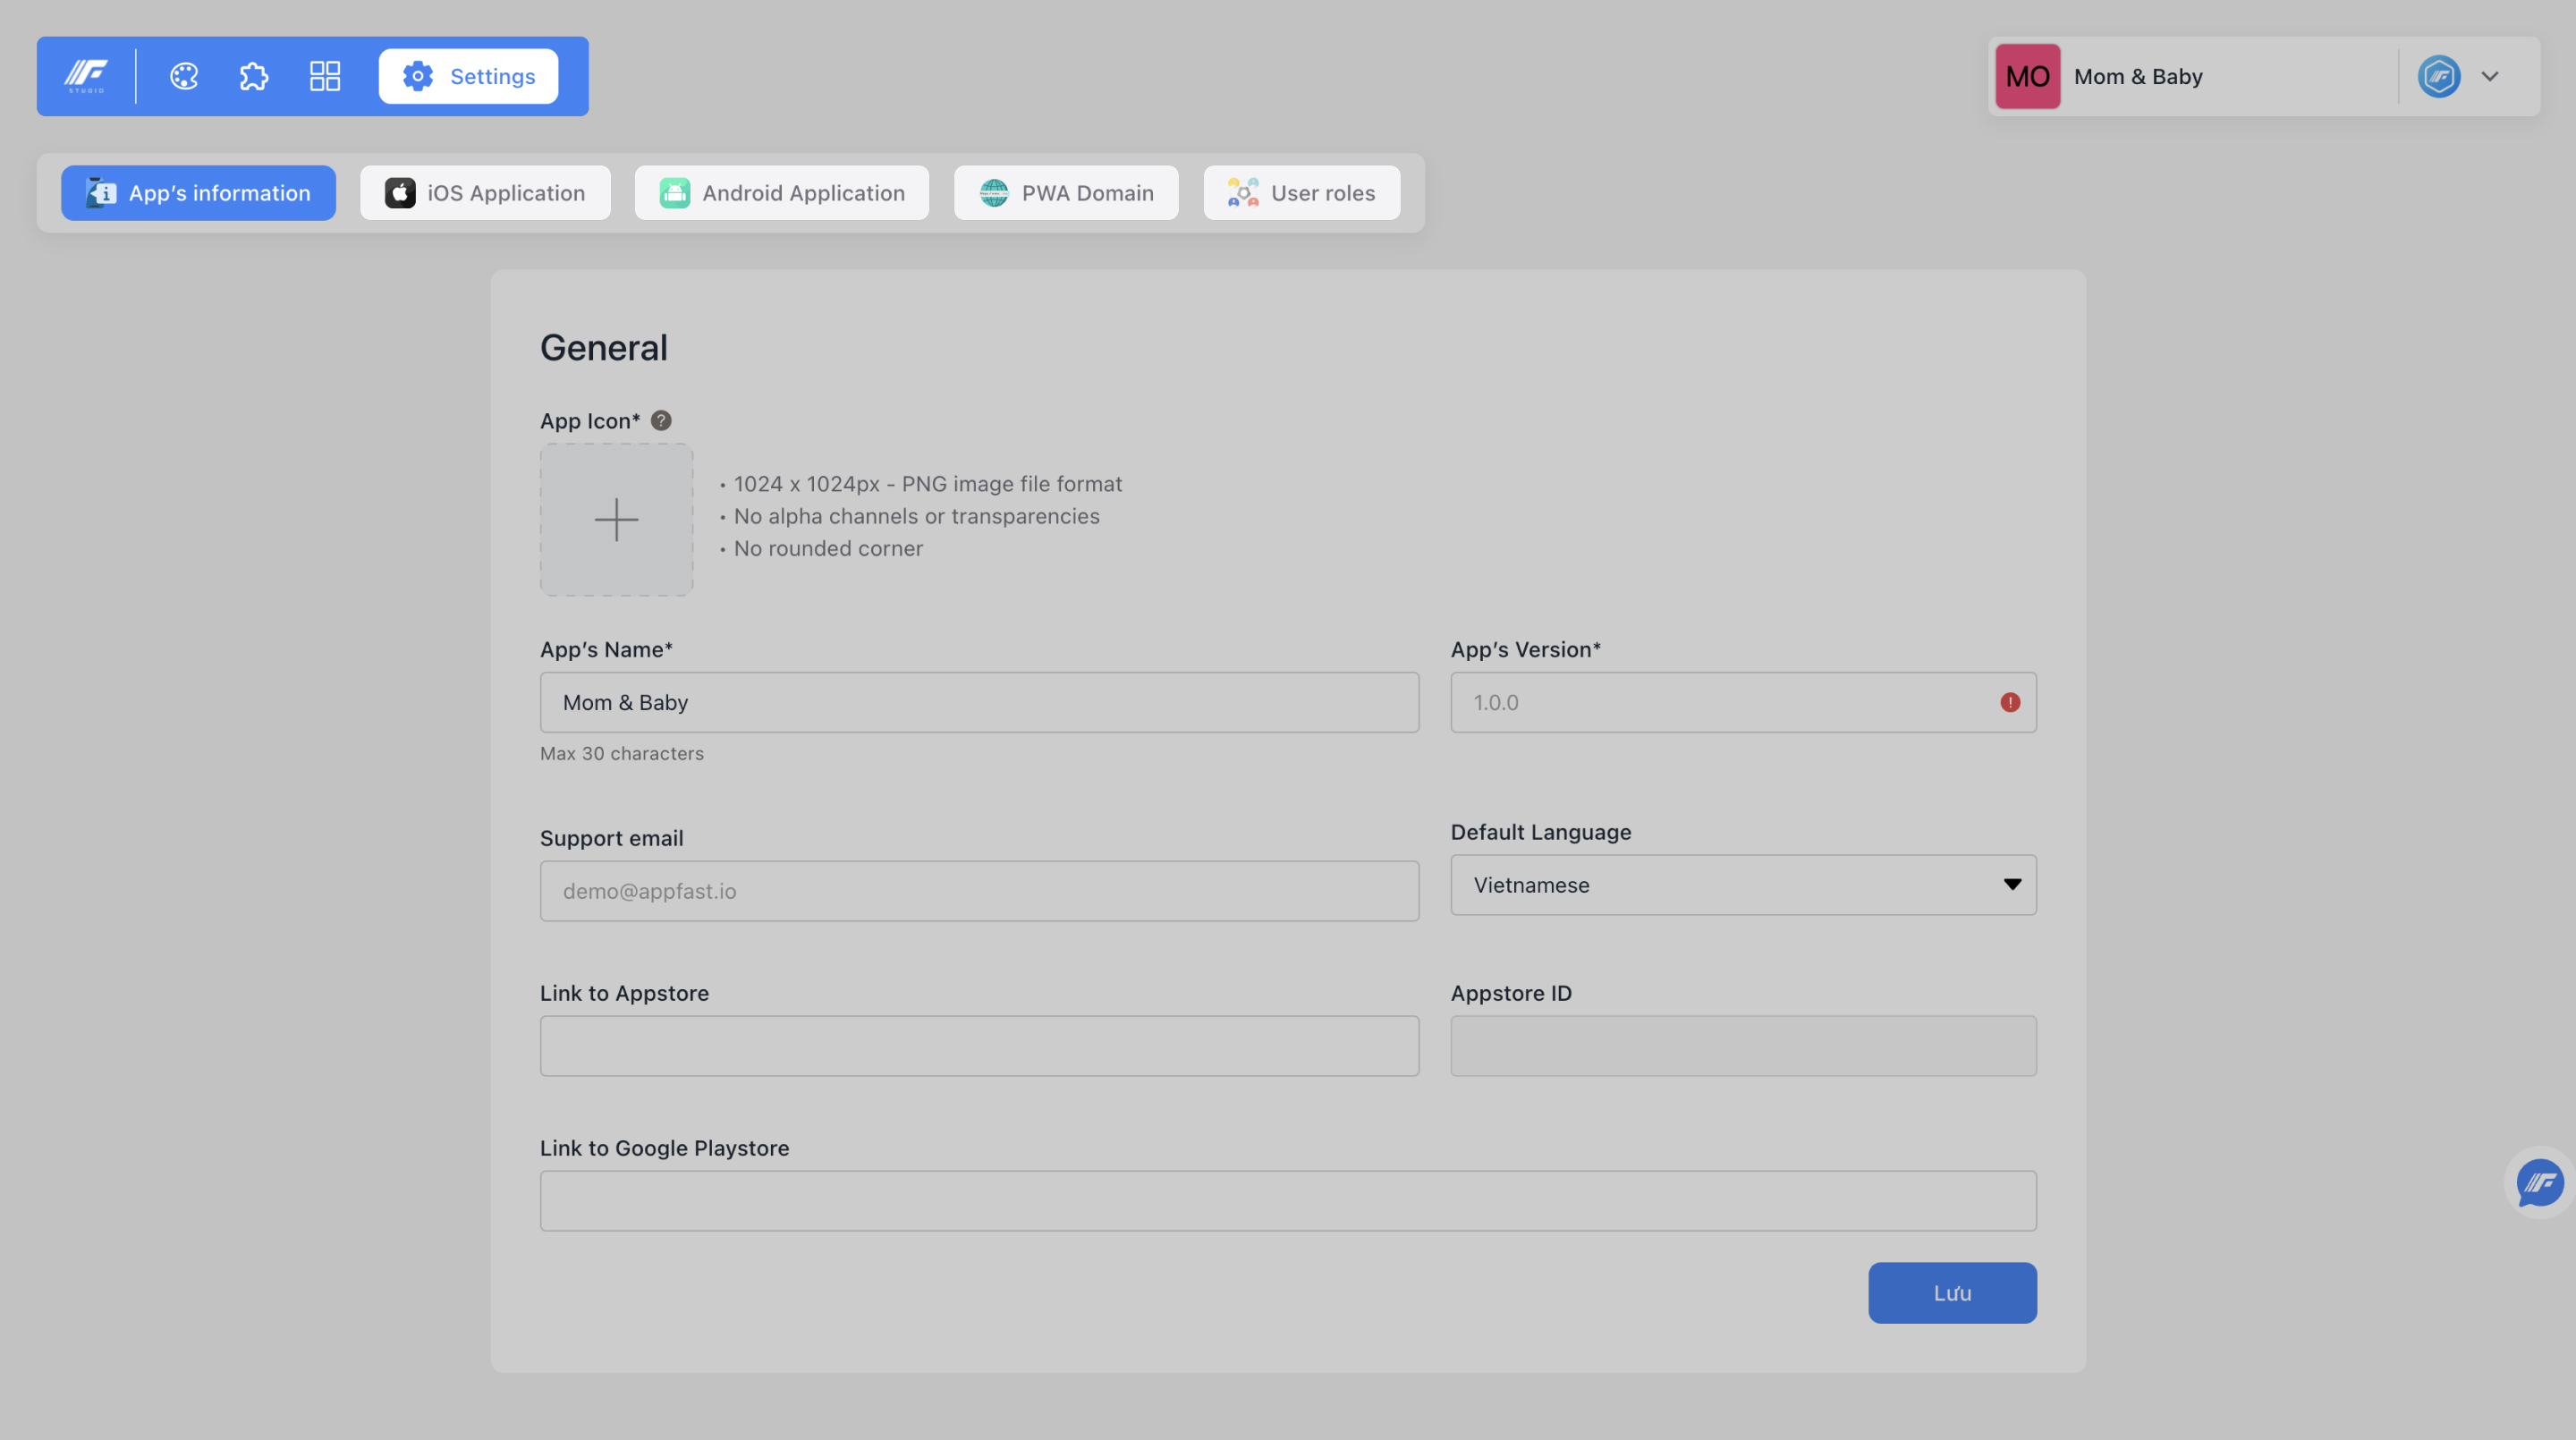 STUDIO
Settings
MO
Mom & Baby
App's information
iOS Application
Android Application
PWA Domain
User roles
General
App Icon* ?
• 1024 x 1024px - PNG image file format
• No alpha channels or transparencies
• No rounded corner
App's Name*
App's Version*
Mom & Baby
1.0.0
Max 30 characters
Support email
Default Language
demo@appfast.io
Vietnamese
Link to Appstore
Appstore ID
Link to Google Playstore
Lưu